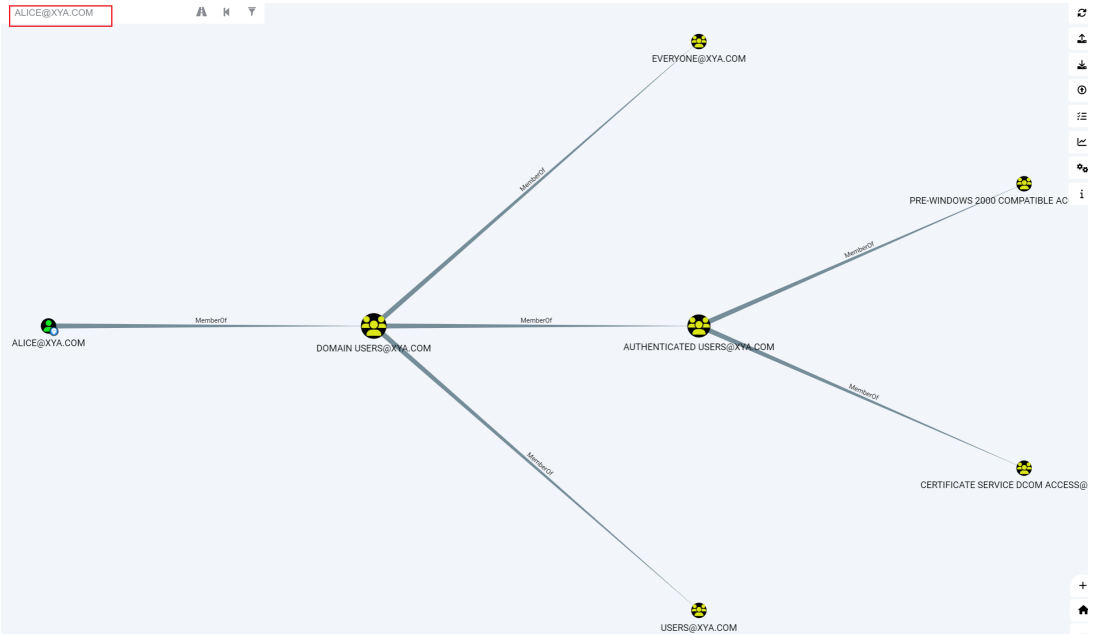 ALICE@XYA.COM
EVERYONE@XYA.COM
MemberOf
PRE-WINDOWS 2000 COMPATIBLE AC
MemberOf
MemberOf
MemberOf
ALICE@XYA.COM
DOMAIN USERS@XYA.COM
AUTHENTICATED USERS@XYA.COM
MemberOf
MemberOf
CERTIFICATE SERVICE DCOM ACCESS@
USERS@XYA.COM